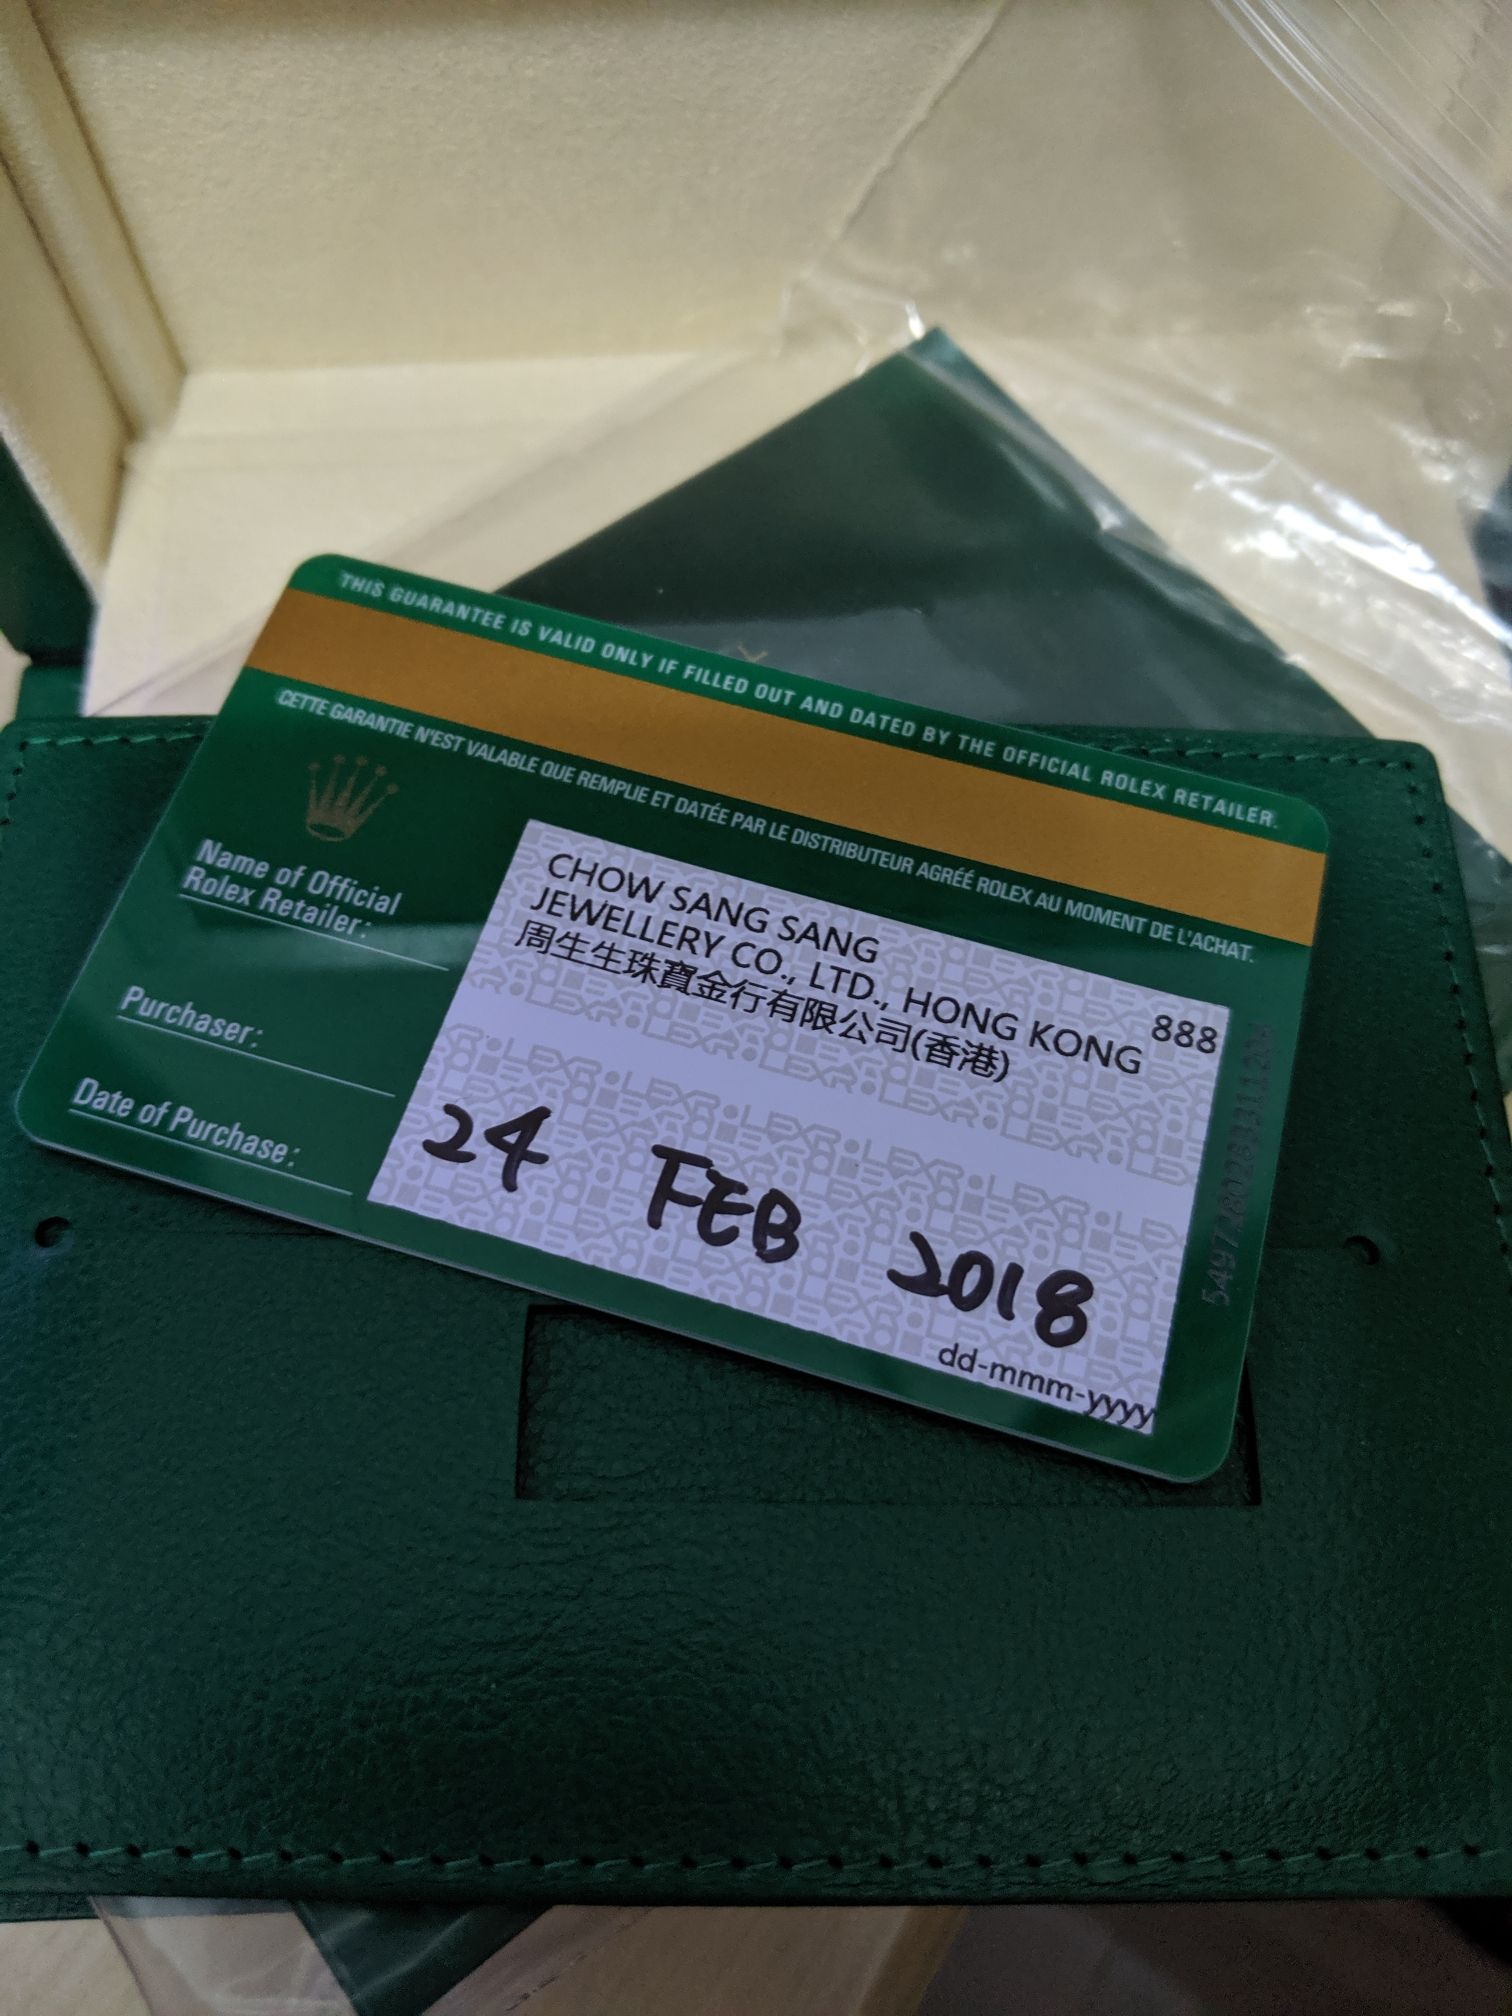 THIS GUARANTEE IS VALID ONLY IF FILLED OUT AND DATED BY THE OFFICIAL ROLEX RETAILER.
CETTE GARANTIE N'EST VALABLE QUE REMPLIE ET DATÉE PAR LE DISTRIBUTEUR AGRÉÉ ROLEX AU MOMENT DE L'ACHAT.
Name of Official
Rolex Retailer:
CHOW SANG SANG
JEWELLERY CO., LTD., HONG KONG
888
周生生珠寶金行有限公司(香港)
Purchaser:
Date of Purchase:
24 FEB 2018
dd-mmm-yyyy